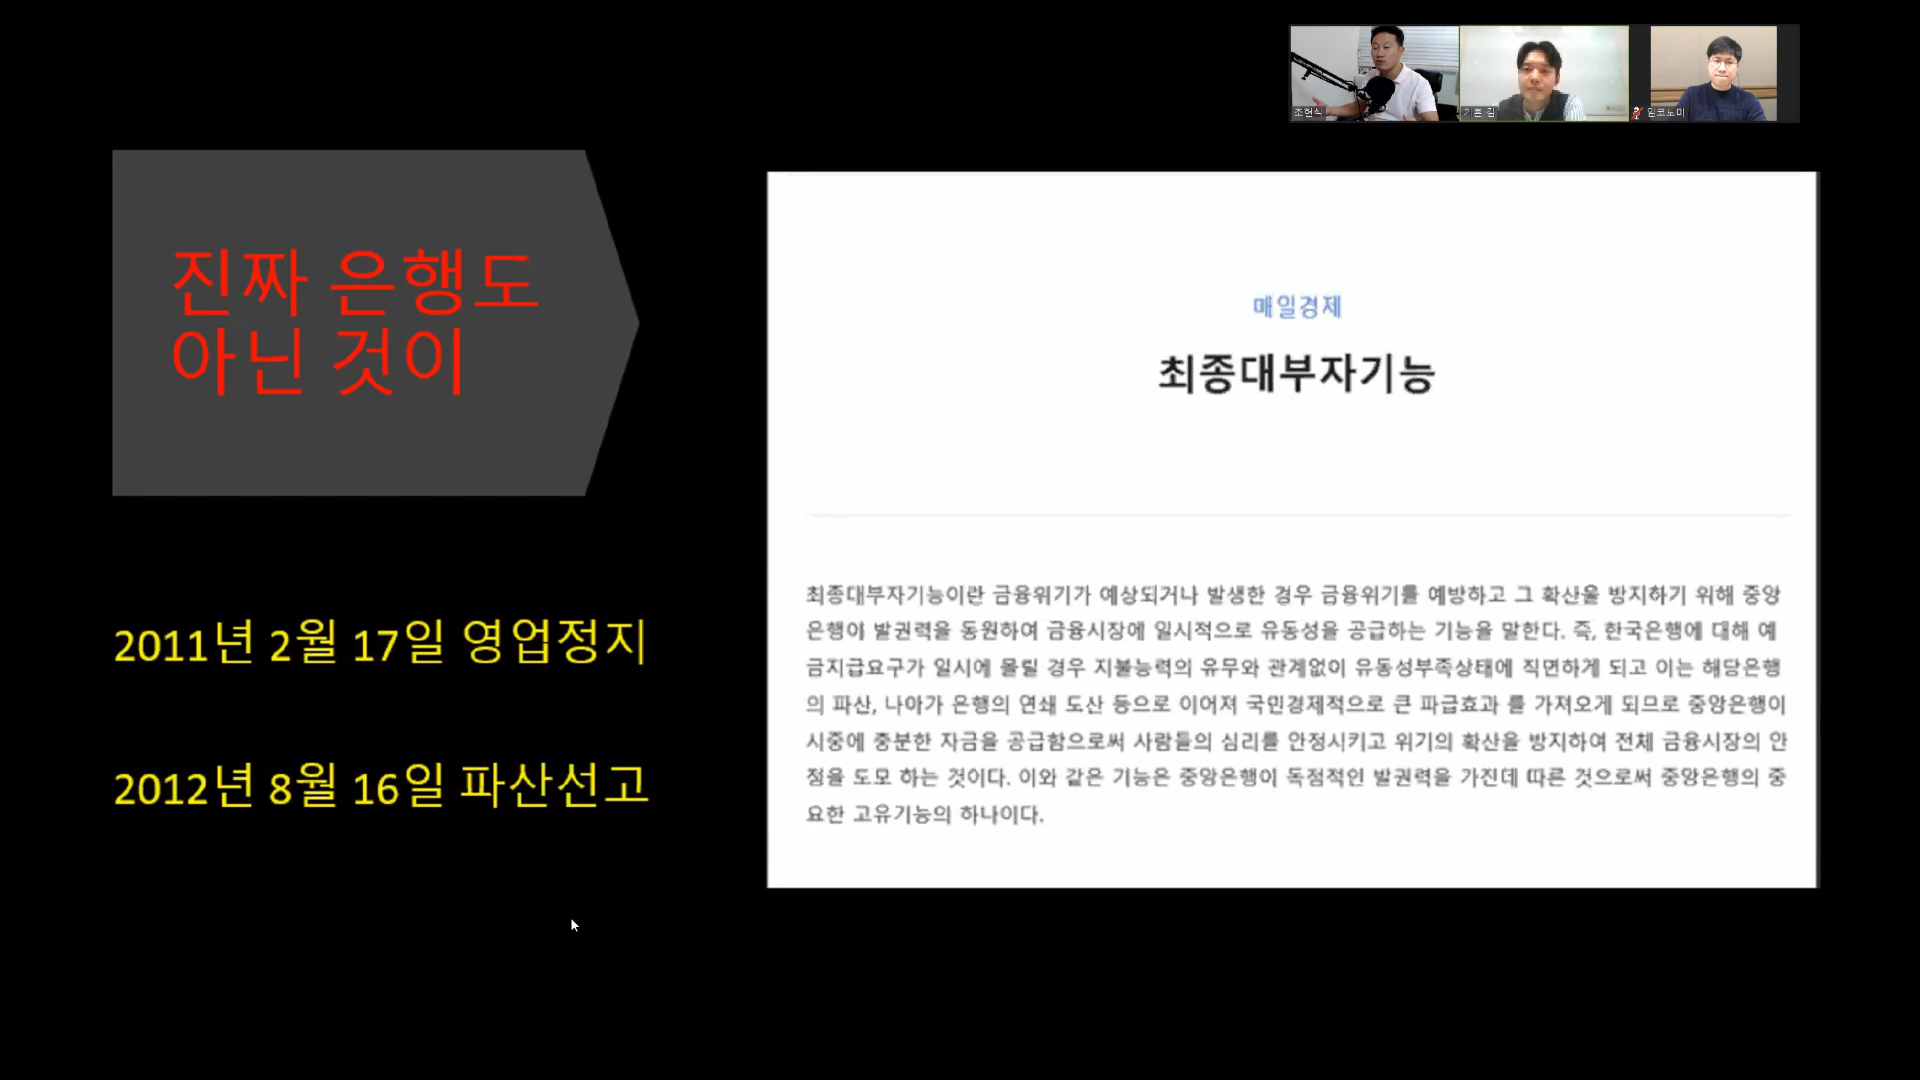 조현식
기훈 김
임코노미
진짜 은행도
아닌 것이
2011년 2월 17일 영업정지
2012년 8월 16일 파산선고
매일경제
최종대부자기능
최종대부자기능이란 금융위기가 예상되거나 발생한 경우 금융위기를 예방하고 그 확산을 방지하기 위해 중앙
은행이 발권력을 동원하여 금융시장에 일시적으로 유동성을 공급하는 기능을 말한다. 즉, 한국은행에 대해 예
금지급요구가 일시에 몰릴 경우 지불능력의 유무와 관계없이 유동성부족상태에 직면하게 되고 이는 해당은행
의 파산, 나아가 은행의 연쇄 도산 등으로 이어져 국민경제적으로 큰 파급효과 를 가져오게 되므로 중앙은행이
시중에 충분한 자금을 공급함으로써 사람들의 심리를 안정시키고 위기의 확산을 방지하여 전체 금융시장의 안
정을 도모 하는 것이다. 이와 같은 기능은 중앙은행이 독점적인 발권력을 가진데 따른 것으로써 중앙은행의 중
요한 고유기능의 하나이다.